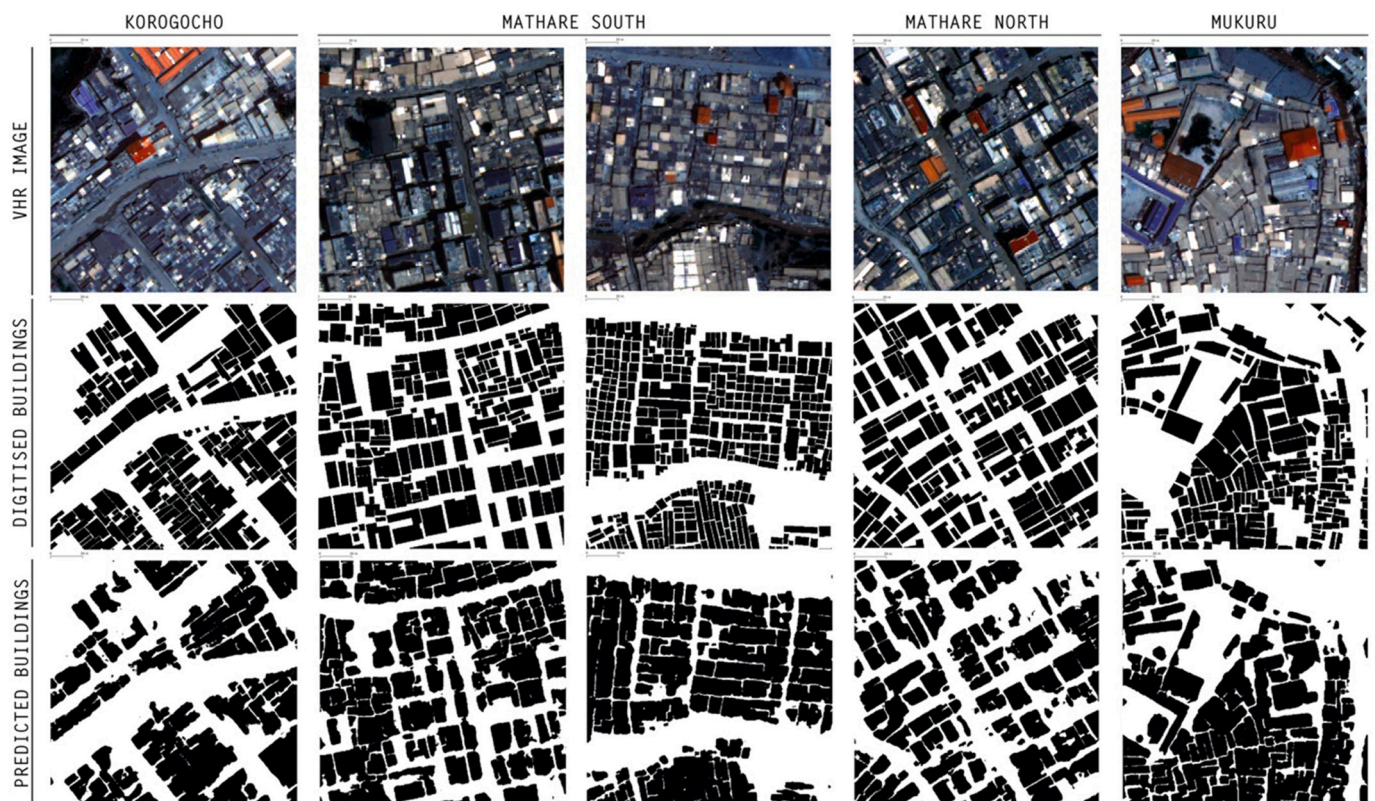 KOROGOCHO
MATHARE SOUTH
MATHARE NORTH
MUKURU
VHR IMAGE
DIGITISED BUILDINGS
PREDICTED BUILDINGS